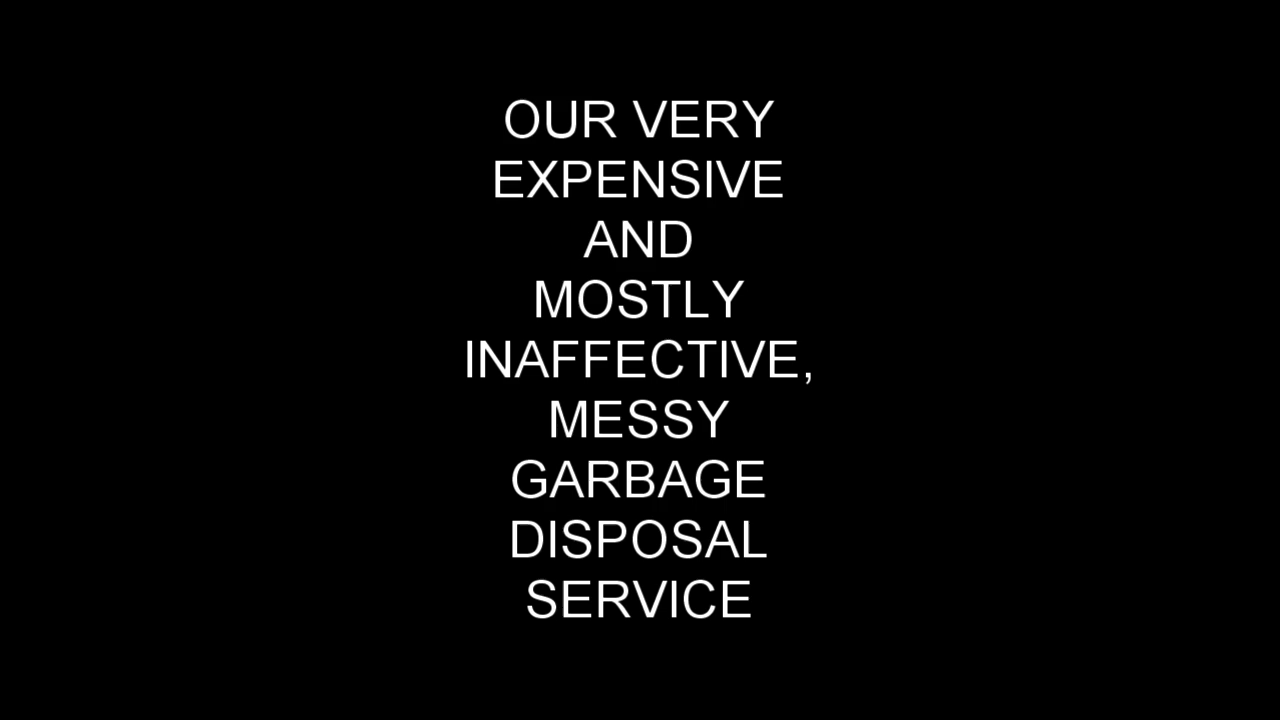 OUR VERY
EXPENSIVE
AND
MOSTLY
INAFFECTIVE,
MESSY
GARBAGE
DISPOSAL
SERVICE